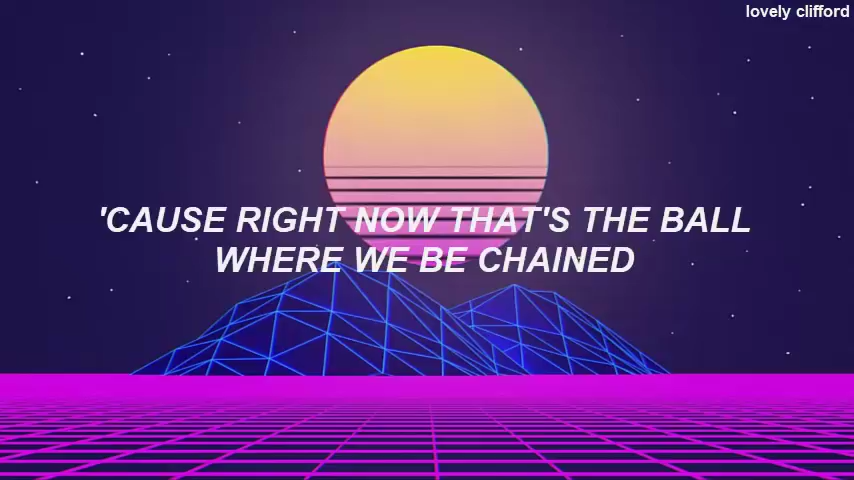 lovely clifford
'CAUSE RIGHT NOW THAT'S THE BALL
WHERE WE BE CHAINED